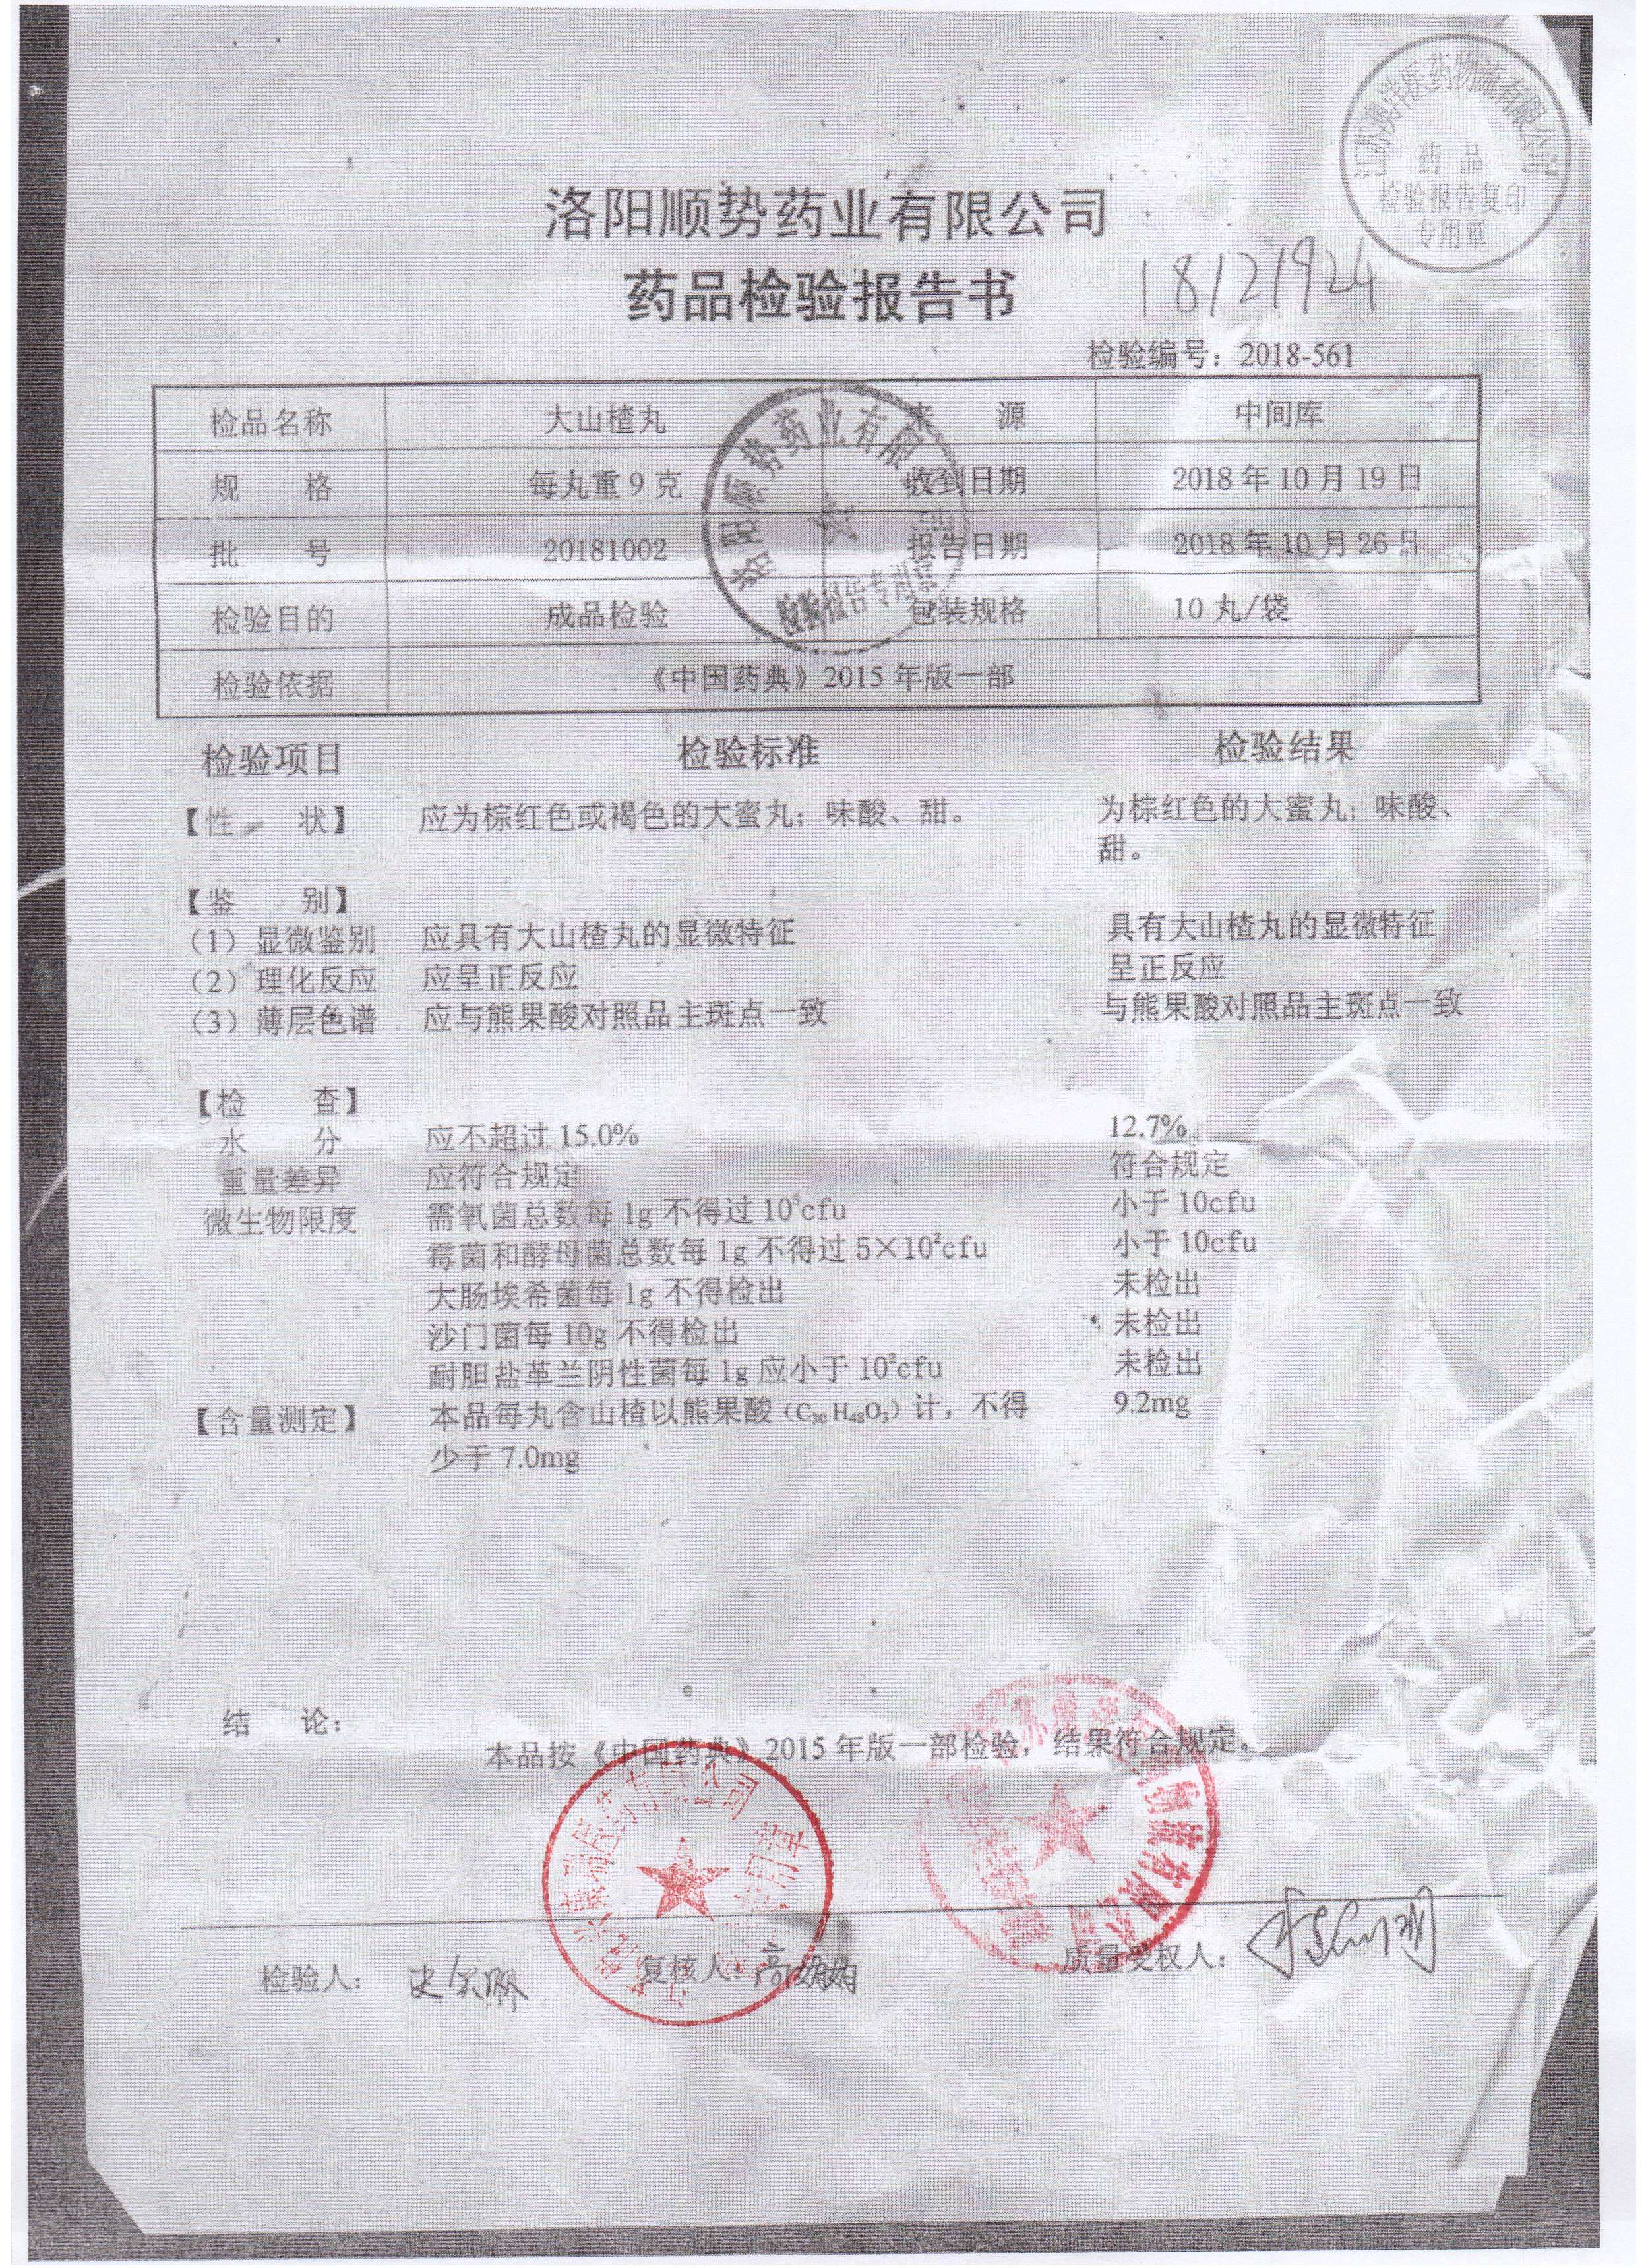 江苏澳洋医药物流有限公司
药品
检验报告复印
专用章
洛阳顺势药业有限公司
药品检验报告书
18121924
检验编号：2018-561
检品名称 大山楂丸 来 源 中间库
规 格 每丸重9克 收到日期 2018年10月19日
批 号 20181002 报告日期 2018年10月26日
检验目的 成品检验 包装规格 10丸/袋
检验依据 《中国药典》2015年版一部
洛阳顺势药业有限
检验报告专用章
检验项目 检验标准 检验结果
【性 状】 应为棕红色或褐色的大蜜丸；味酸、甜。 为棕红色的大蜜丸；味酸、
甜。
【鉴 别】
（1）显微鉴别 应具有大山楂丸的显微特征 具有大山楂丸的显微特征
（2）理化反应 应呈正反应 呈正反应
（3）薄层色谱 应与熊果酸对照品主斑点一致 与熊果酸对照品主斑点一致
【检 查】
水 分 应不超过15.0% 12.7%
重量差异 应符合规定 符合规定
微生物限度 需氧菌总数每1g不得过10⁵cfu 小于10cfu
霉菌和酵母菌总数每1g不得过5×10²cfu 小于10cfu
大肠埃希菌每1g不得检出 未检出
沙门菌每10g不得检出 未检出
耐胆盐革兰阴性菌每1g应小于10²cfu 未检出
【含量测定】 本品每丸含山楂以熊果酸（C₃₀H₄₈O₃）计，不得 9.2mg
少于7.0mg
结 论：
本品按《中国药典》2015年版一部检验，结果符合规定。
检验人： 复核人： 质量受权人：